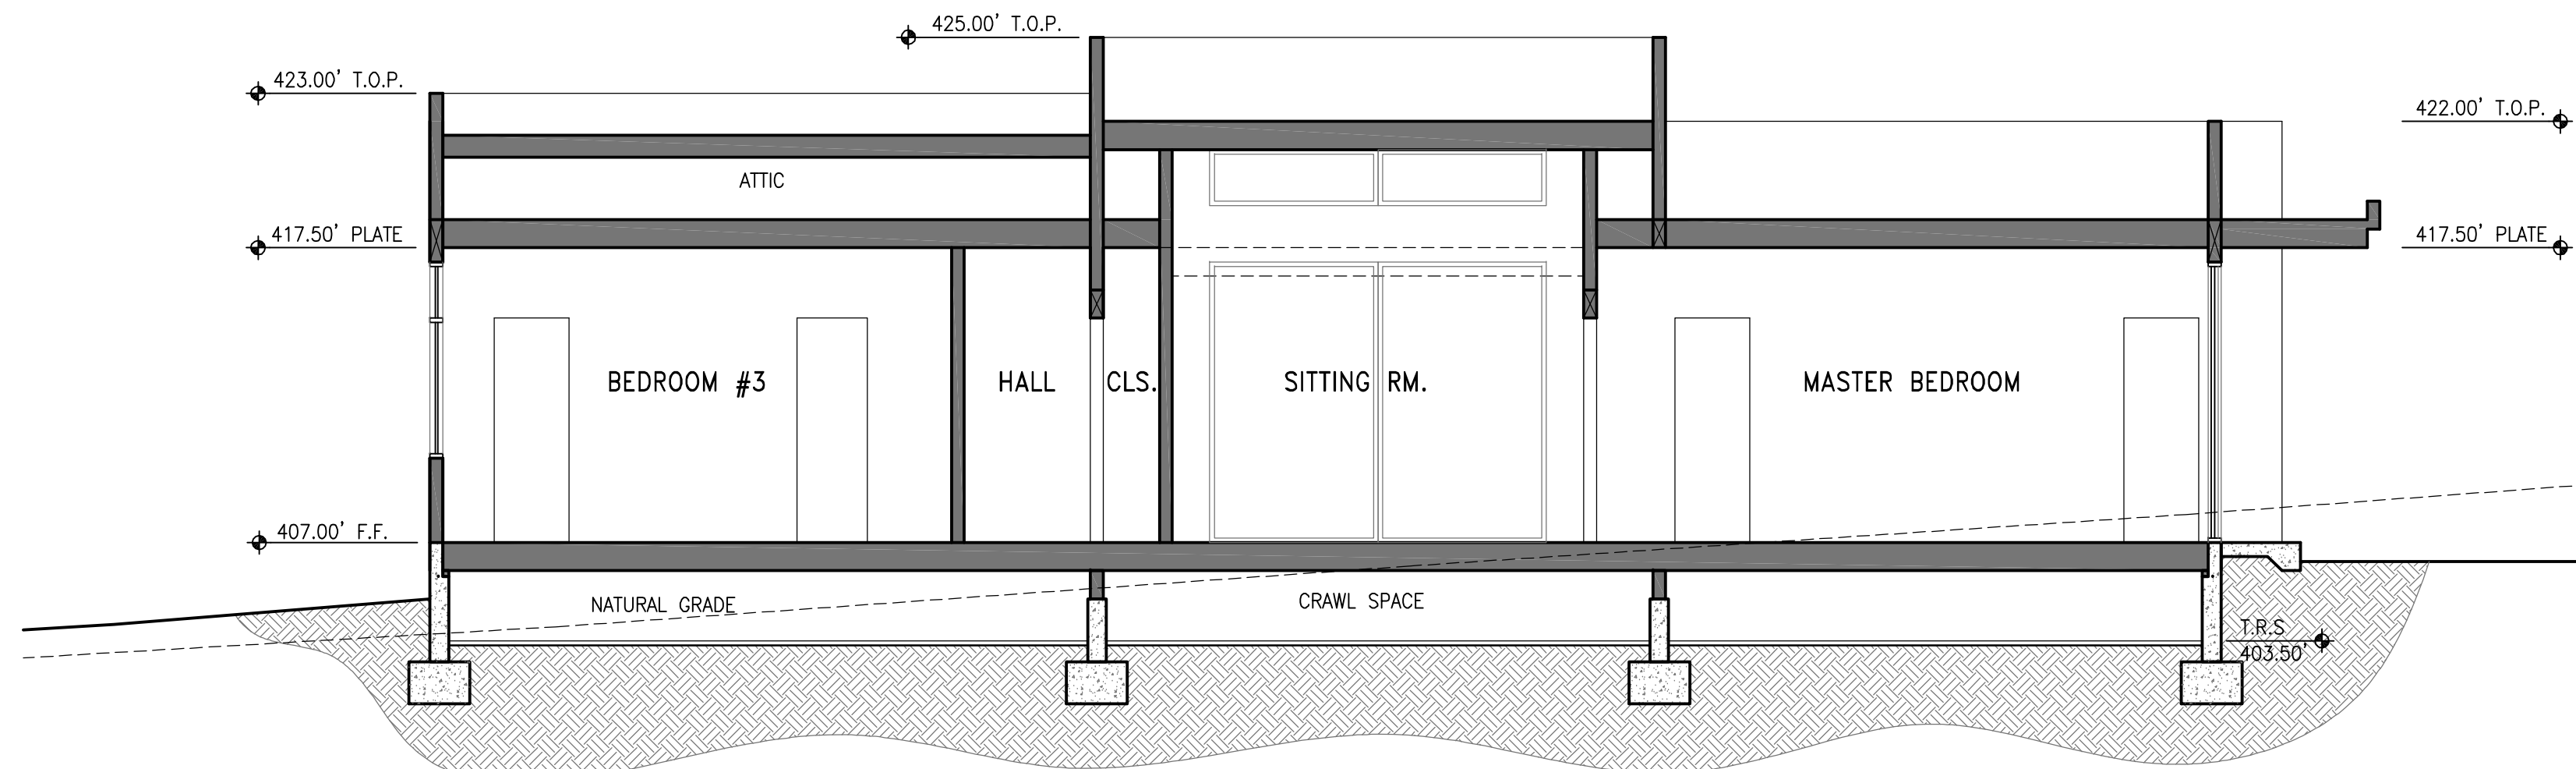 425.00' T.O.P.
423.00' T.O.P.
422.00' T.O.P.
ATTIC
417.50' PLATE
417.50' PLATE
BEDROOM #3
HALL
CLS.
SITTING RM.
MASTER BEDROOM
407.00' F.F.
NATURAL GRADE
CRAWL SPACE
T.R.S
403.50'